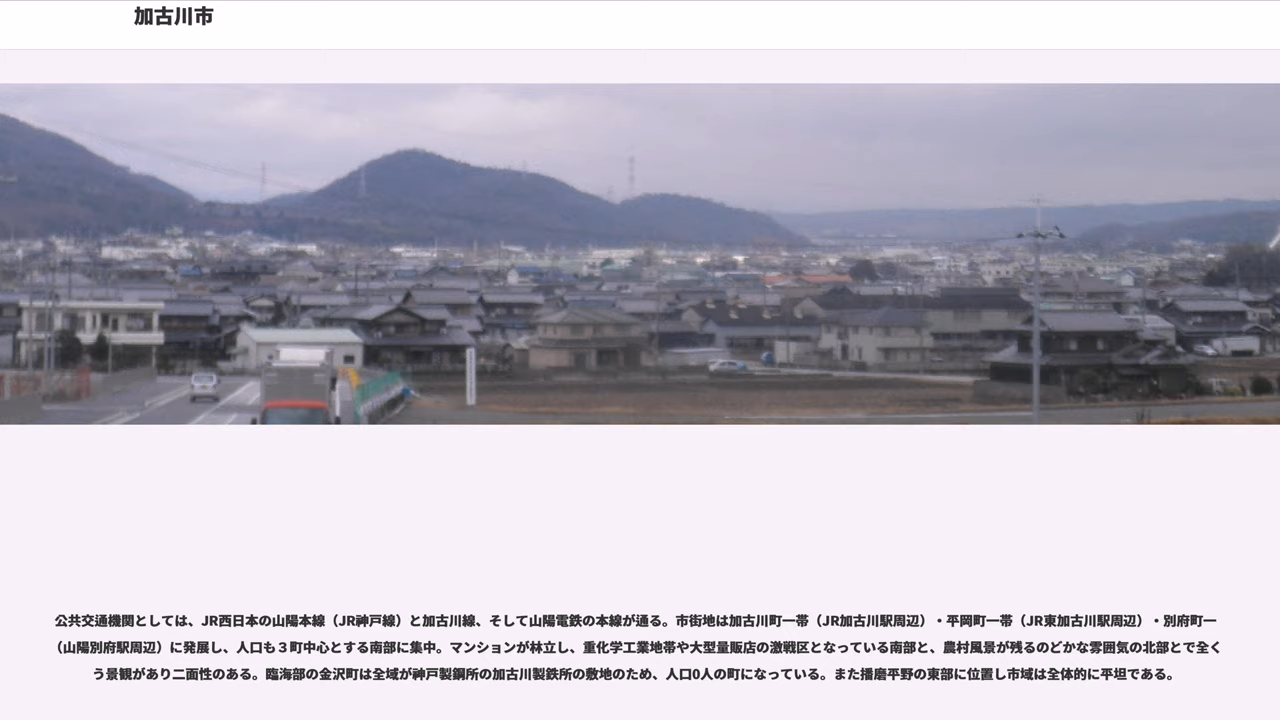 加古川市
公共交通機関としては、JR西日本の山陽本線（JR神戸線）と加古川線、そして山陽電鉄の本線が通る。市街地は加古川町一帯（JR加古川駅周辺）・平岡町一帯（JR東加古川駅周辺）・別府町一
（山陽別府駅周辺）に発展し、人口も３町中心とする南部に集中。マンションが林立し、重化学工業地帯や大型量販店の激戦区となっている南部と、農村風景が残るのどかな雰囲気の北部とで全く
う景観があり二面性のある。臨海部の金沢町は全域が神戸製鋼所の加古川製鉄所の敷地のため、人口0人の町になっている。また播磨平野の東部に位置し市域は全体的に平坦である。